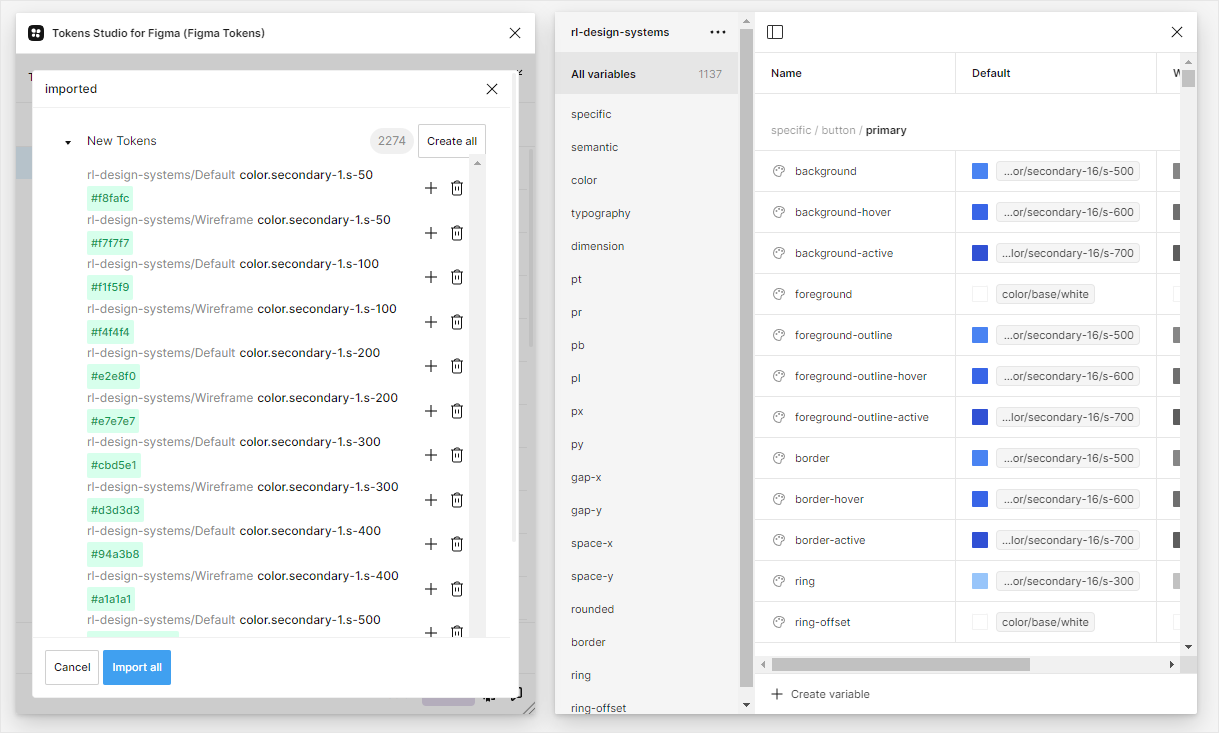 Tokens Studio for Figma (Figma Tokens)
imported
New Tokens
2274
Create all
rl-design-systems/Default color.secondary-1.s-50
#f8fafc
rl-design-systems/Wireframe color.secondary-1.s-50
#f7f7f7
rl-design-systems/Default color.secondary-1.s-100
#f1f5f9
rl-design-systems/Wireframe color.secondary-1.s-100
#f4f4f4
rl-design-systems/Default color.secondary-1.s-200
#e2e8f0
rl-design-systems/Wireframe color.secondary-1.s-200
#e7e7e7
rl-design-systems/Default color.secondary-1.s-300
#cbd5e1
rl-design-systems/Wireframe color.secondary-1.s-300
#d3d3d3
rl-design-systems/Default color.secondary-1.s-400
#94a3b8
rl-design-systems/Wireframe color.secondary-1.s-400
#a1a1a1
rl-design-systems/Default color.secondary-1.s-500
Cancel
Import all
rl-design-systems
All variables 1137
specific
semantic
color
typography
dimension
pt
pr
pb
pl
px
py
gap-x
gap-y
space-x
space-y
rounded
border
ring
ring-offset
Name Default
specific / button / primary
background ...or/secondary-16/s-500
background-hover ...or/secondary-16/s-600
background-active ...lor/secondary-16/s-700
foreground color/base/white
foreground-outline ...or/secondary-16/s-500
foreground-outline-hover ...or/secondary-16/s-600
foreground-outline-active ...lor/secondary-16/s-700
border ...or/secondary-16/s-500
border-hover ...or/secondary-16/s-600
border-active ...lor/secondary-16/s-700
ring ...or/secondary-16/s-300
ring-offset color/base/white
Create variable